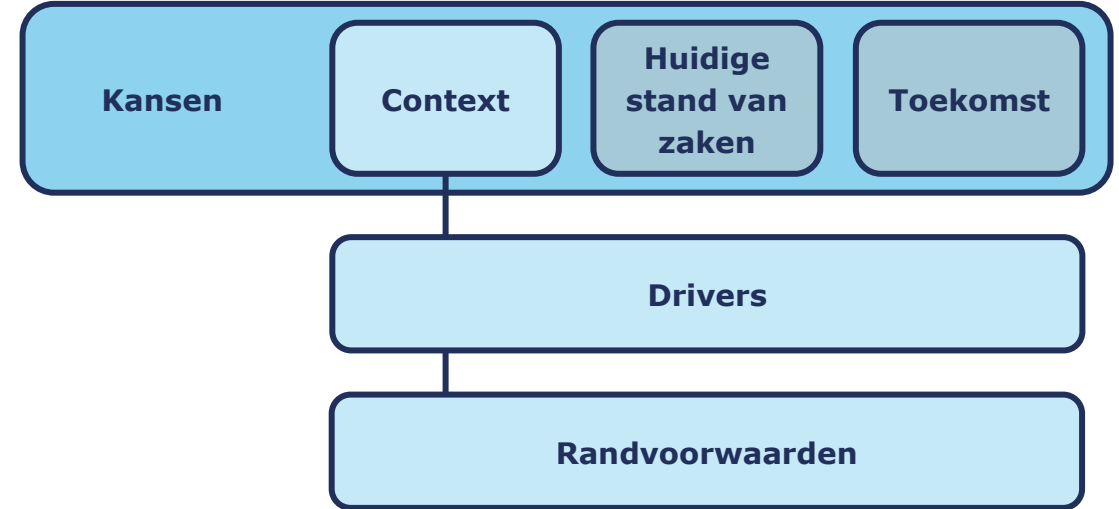 Kansen
Context
Huidige
stand van
zaken
Toekomst
Drivers
Randvoorwaarden